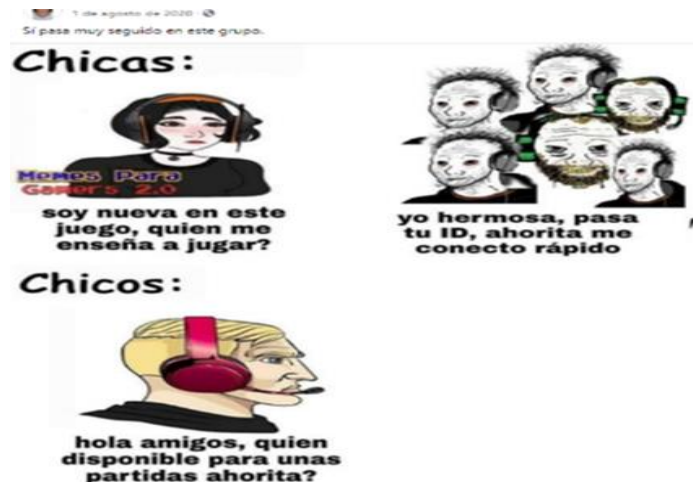 1 de agosto de 2020 ·
Sí pasa muy seguido en este grupo.
Chicas:
Memes Para
Gamers 2.0
soy nueva en este
juego, quien me
enseña a jugar?
yo hermosa, pasa
tu ID, ahorita me
conecto rápido
Chicos:
hola amigos, quien
disponible para unas
partidas ahorita?